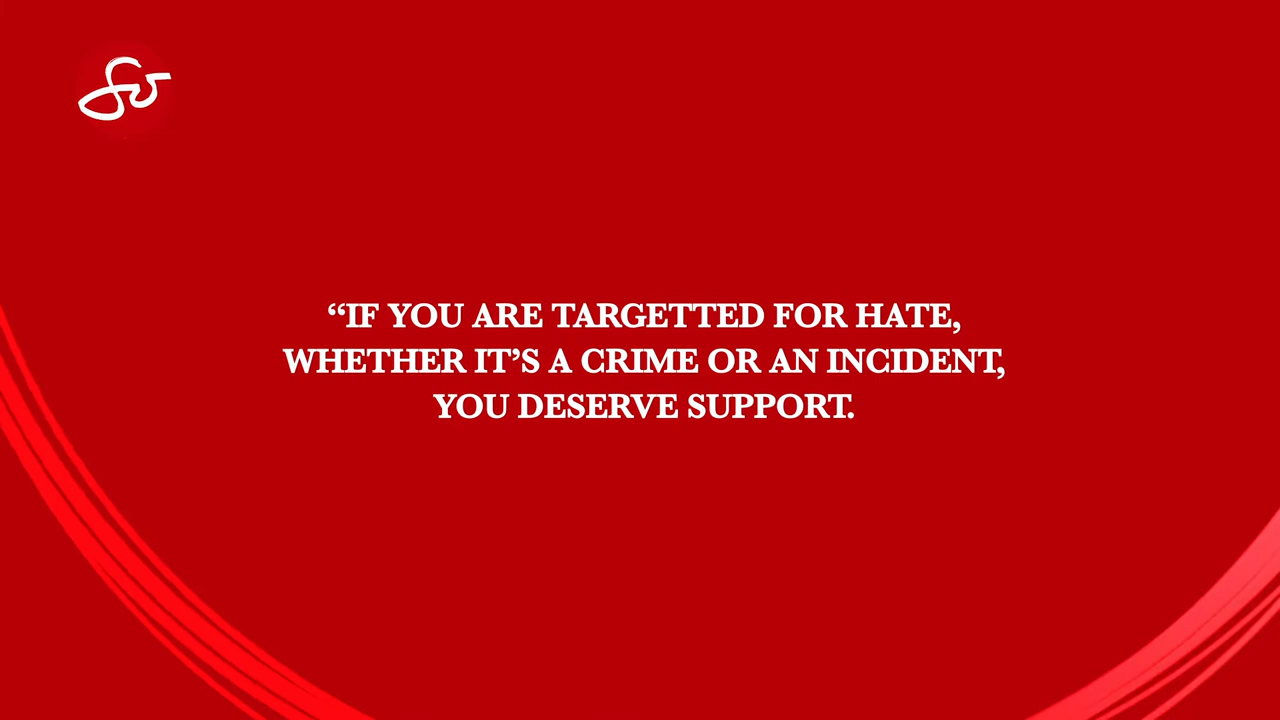 “IF YOU ARE TARGETTED FOR HATE,
WHETHER IT’S A CRIME OR AN INCIDENT,
YOU DESERVE SUPPORT.